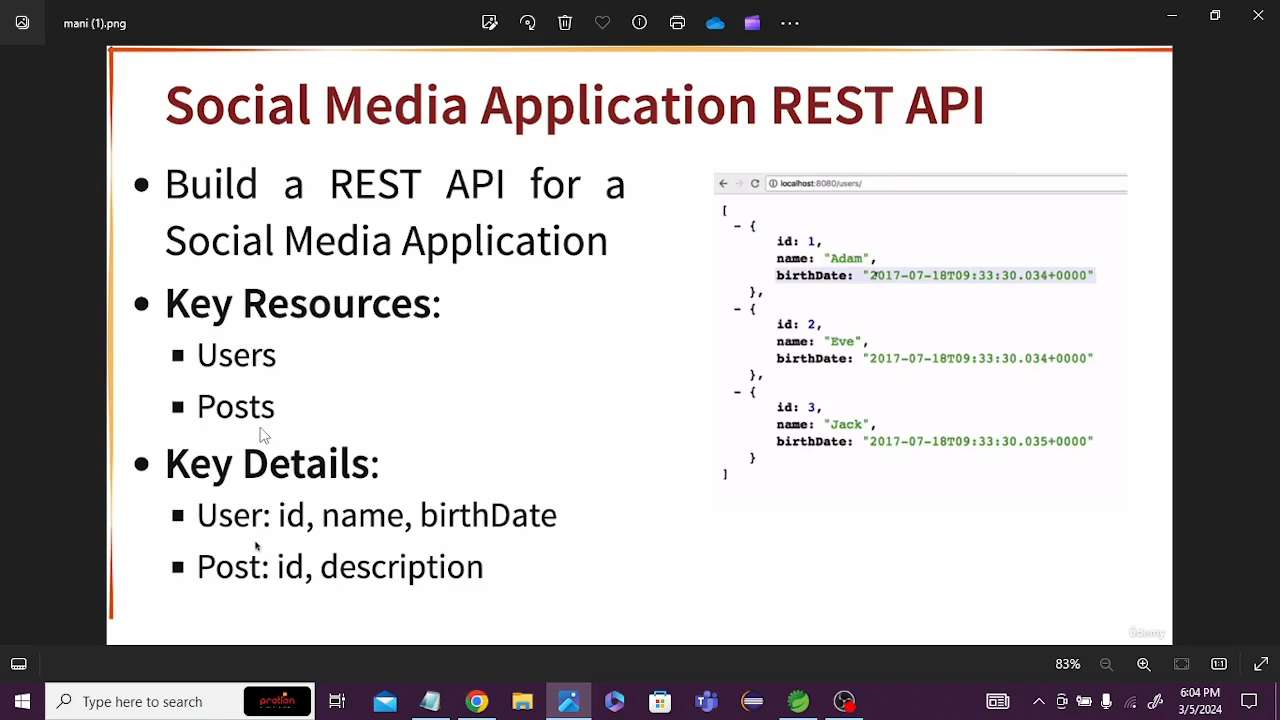 mani (1).png
Social Media Application REST API
• Build a REST API for a
Social Media Application
• Key Resources:
▪ Users
▪ Posts
• Key Details:
▪ User: id, name, birthDate
▪ Post: id, description
localhost:8080/users/
[
- {
id: 1,
name: "Adam",
birthDate: "2017-07-18T09:33:30.034+0000"
},
- {
id: 2,
name: "Eve",
birthDate: "2017-07-18T09:33:30.034+0000"
},
- {
id: 3,
name: "Jack",
birthDate: "2017-07-18T09:33:30.035+0000"
}
]
ûdemy
83%
1:1
Type here to search
protion
6:04 PM
3/5/2024